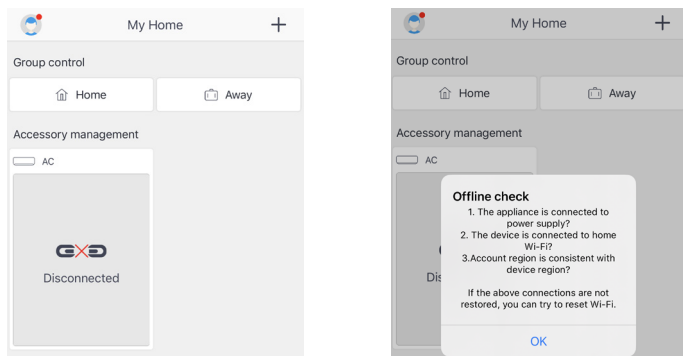 My Home
Group control
Home
Away
Accessory management
AC
Disconnected
My Home
Group control
Home
Away
Accessory management
AC
Dis
Offline check
1. The appliance is connected to
power supply?
2. The device is connected to home
Wi-Fi?
3.Account region is consistent with
device region?
If the above connections are not
restored, you can try to reset Wi-Fi.
OK